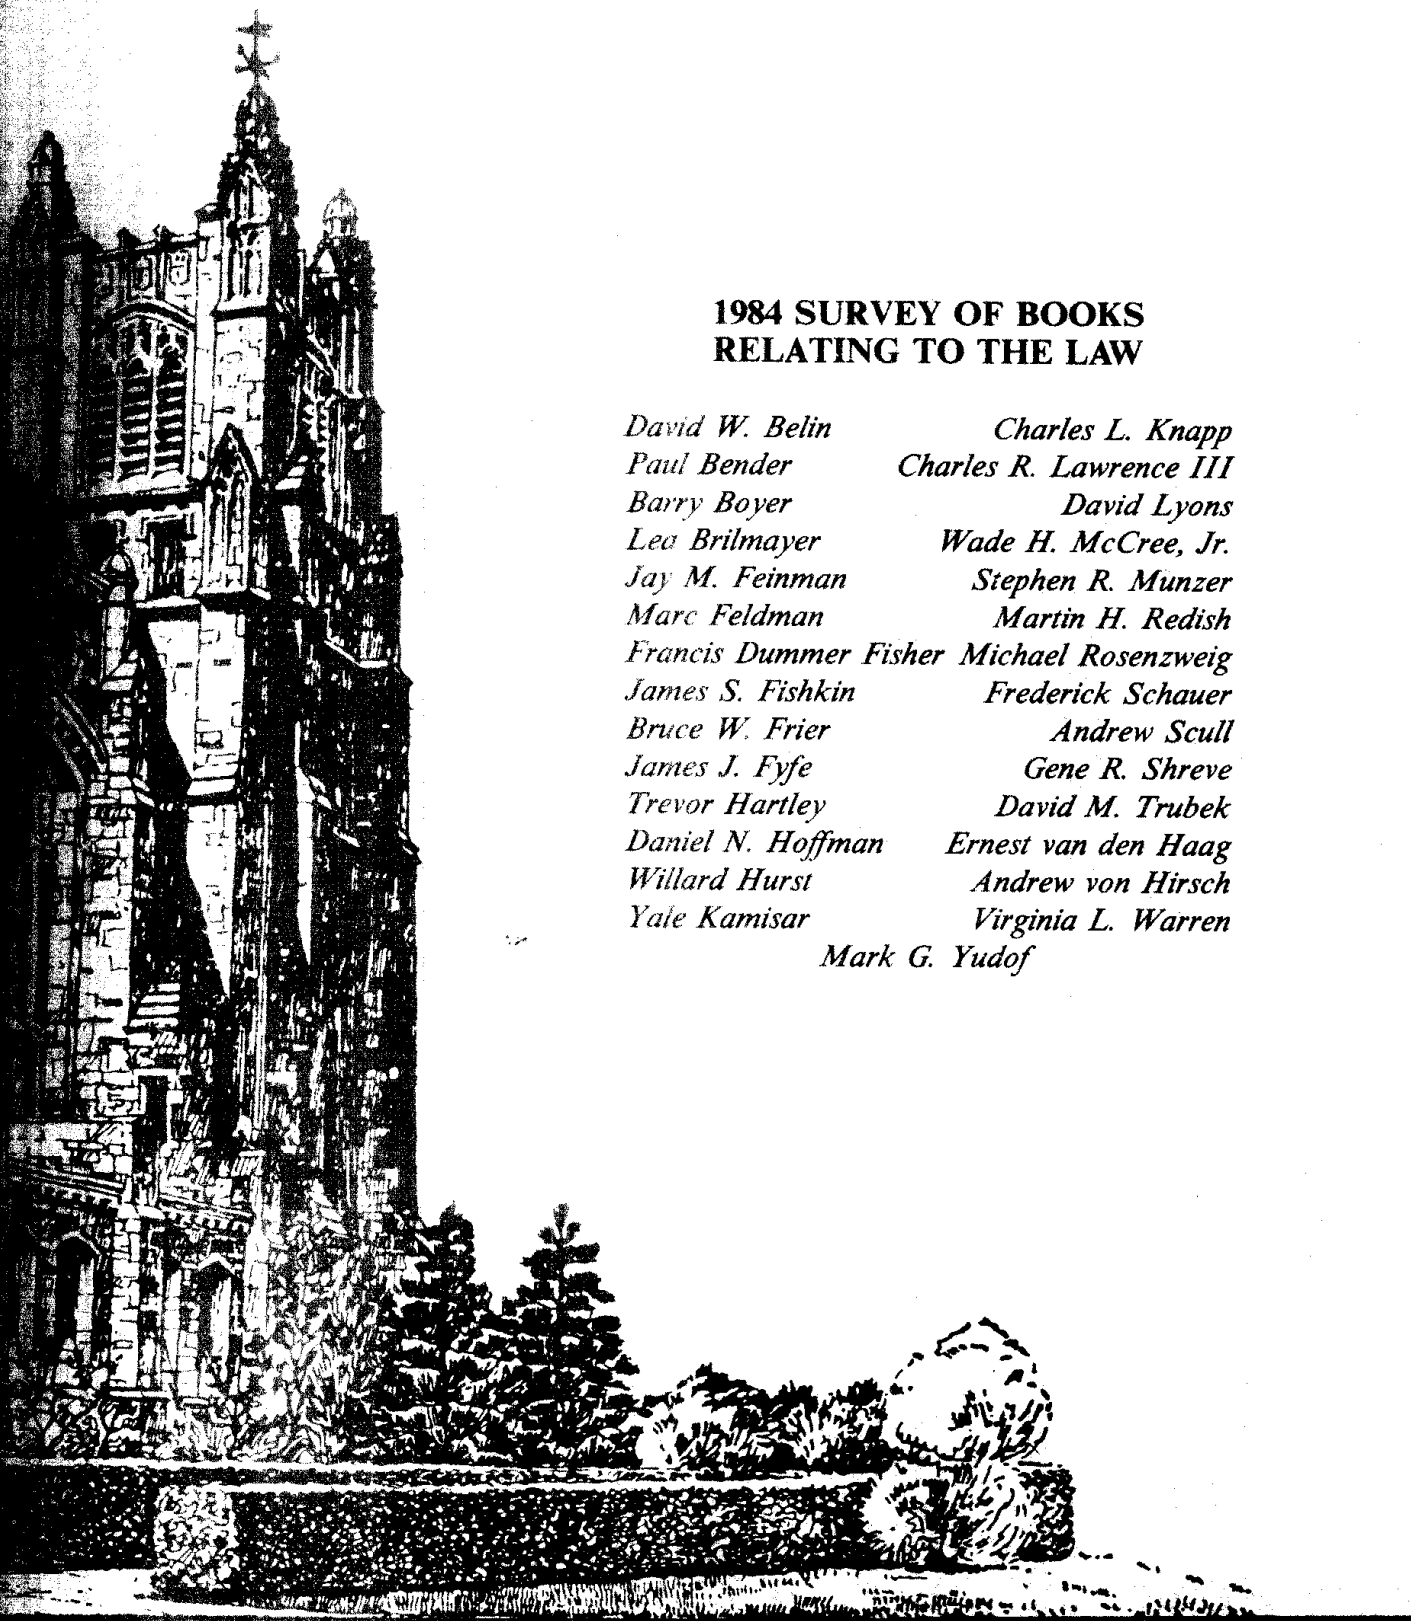 1984 SURVEY OF BOOKS
RELATING TO THE LAW
David W. Belin Charles L. Knapp
Paul Bender Charles R. Lawrence III
Barry Boyer David Lyons
Lea Brilmayer Wade H. McCree, Jr.
Jay M. Feinman Stephen R. Munzer
Marc Feldman Martin H. Redish
Francis Dummer Fisher Michael Rosenzweig
James S. Fishkin Frederick Schauer
Bruce W. Frier Andrew Scull
James J. Fyfe Gene R. Shreve
Trevor Hartley David M. Trubek
Daniel N. Hoffman Ernest van den Haag
Willard Hurst Andrew von Hirsch
Yale Kamisar Virginia L. Warren
Mark G. Yudof